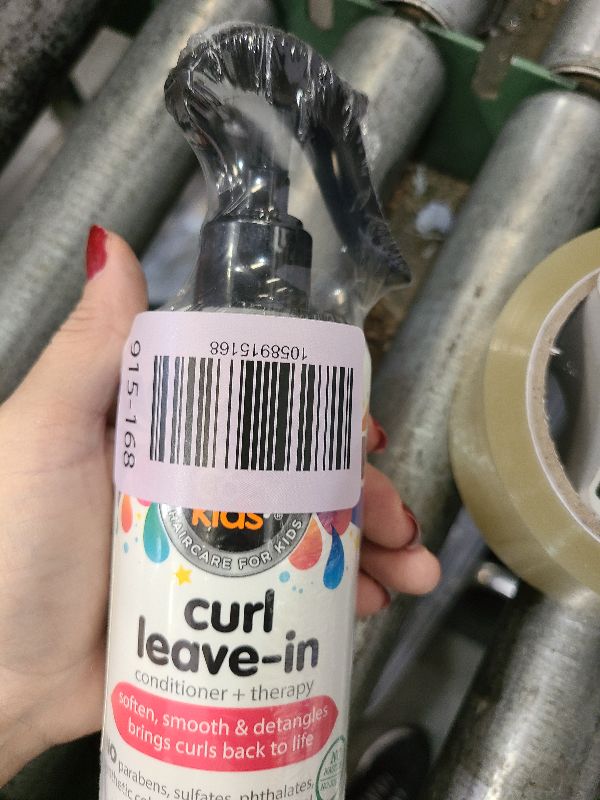 1058915168
915-168
kids
HAIRCARE FOR KIDS
curl
leave-in
conditioner + therapy
soften, smooth & detangles
brings curls back to life
parabens, sulfates, phthalates,